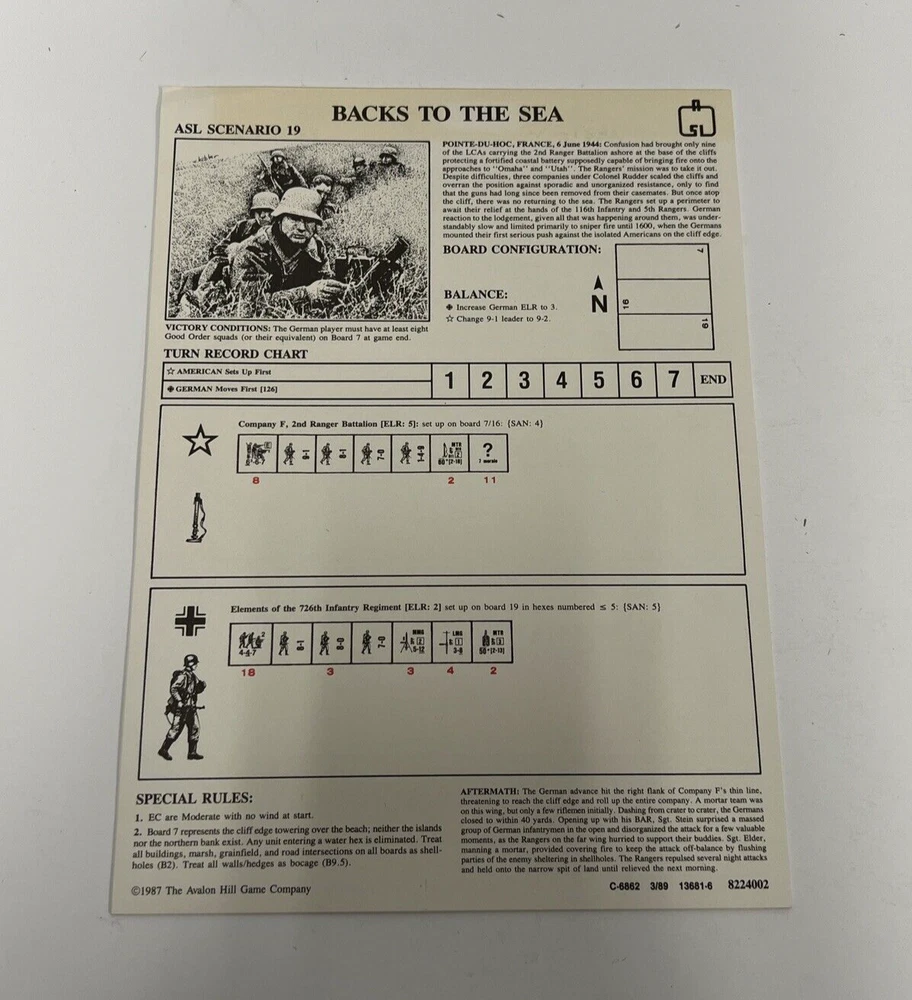 BACKS TO THE SEA
ASL SCENARIO 19
A
SL
POINTE-DU-HOC, FRANCE, 6 June 1944: Confusion had brought only nine
of the LCAs carrying the 2nd Ranger Battalion ashore at the base of the cliffs
protecting a fortified coastal battery supposedly capable of bringing fire onto the
approaches to "Omaha" and "Utah". The Rangers' mission was to take it out.
Despite difficulties, three companies under Colonel Rudder scaled the cliffs and
overran the position against sporadic and unorganized resistance, only to find
that the guns had long since been removed from their casemates. But once atop
the cliff, there was no returning to the sea. The Rangers set up a perimeter to
await their relief at the hands of the 116th Infantry and 5th Rangers. German
reaction to the lodgement, given all that was happening around them, was under-
standably slow and limited primarily to sniper fire until 1600, when the Germans
mounted their first serious push against the isolated Americans on the cliff edge.
BOARD CONFIGURATION:
7
16
19
N
BALANCE:
Increase German ELR to 3.
☆ Change 9-1 leader to 9-2.
VICTORY CONDITIONS: The German player must have at least eight
Good Order squads (or their equivalent) on Board 7 at game end.
TURN RECORD CHART
☆ AMERICAN Sets Up First
GERMAN Moves First [126]
1 2 3 4 5 6 7 END
Company F, 2nd Ranger Battalion [ELR: 5]: set up on board 7/16: {SAN: 4}
MTR
60*[2-10]
?
8 2 11
Elements of the 726th Infantry Regiment [ELR: 2] set up on board 19 in hexes numbered ≤ 5: {SAN: 5}
4-4-7
MMG
5-12
LMG
3-8
MTR
50*[2-13]
18 3 3 4 2
SPECIAL RULES:
1. EC are Moderate with no wind at start.
2. Board 7 represents the cliff edge towering over the beach; neither the islands
nor the northern bank exist. Any unit entering a water hex is eliminated. Treat
all buildings, marsh, grainfield, and road intersections on all boards as shell-
holes (B2). Treat all walls/hedges as bocage (B9.5).
©1987 The Avalon Hill Game Company
AFTERMATH: The German advance hit the right flank of Company F's thin line,
threatening to reach the cliff edge and roll up the entire company. A mortar team was
on this wing, but only a few riflemen initially. Dashing from crater to crater, the Germans
closed to within 40 yards. Opening up with his BAR, Sgt. Stein surprised a massed
group of German infantrymen in the open and disorganized the attack for a few valuable
moments, as the Rangers on the far wing hurried to support their buddies. Sgt. Elder,
manning a mortar, provided covering fire to keep the attack off-balance by flushing
parties of the enemy sheltering in shellholes. The Rangers repulsed several night attacks
and held onto the narrow spit of land until relieved the next morning.
C-6862 3/89 13681-6 8224002